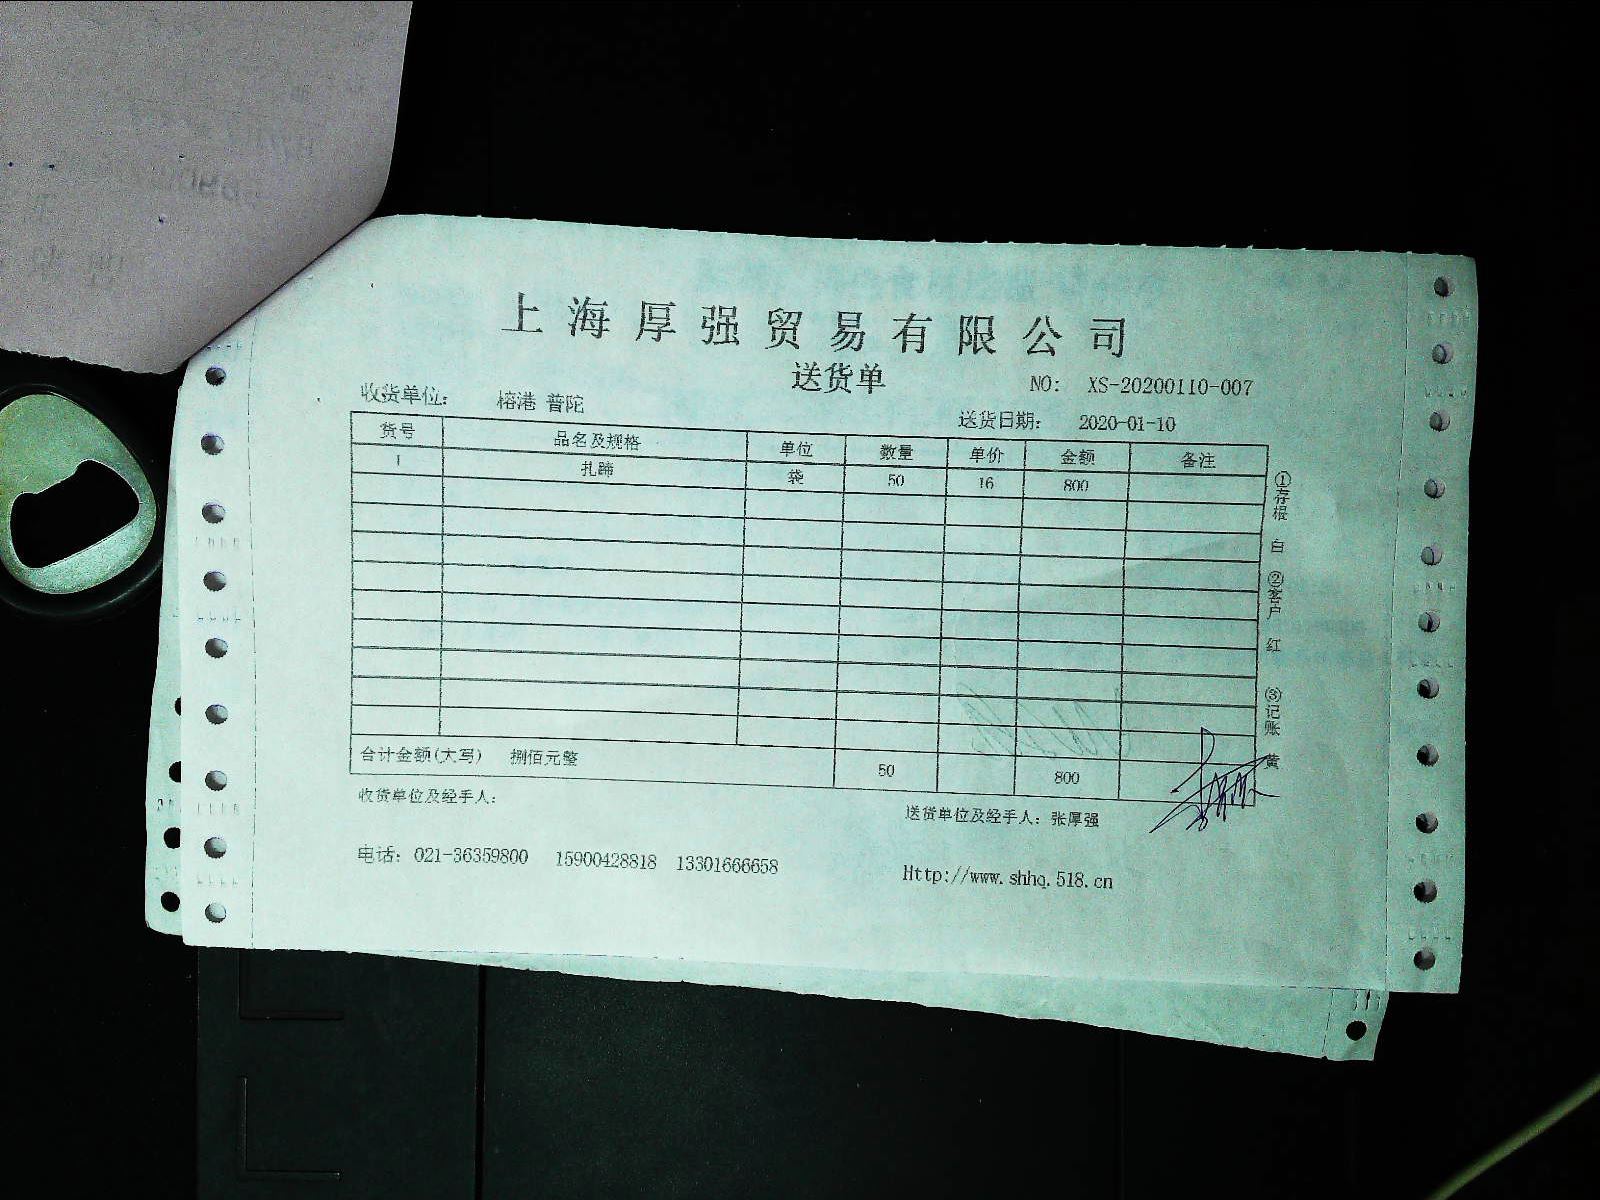 上海厚强贸易有限公司
送货单
NO: XS-20200110-007
收货单位: 榕港 普陀
送货日期: 2020-01-10
货号 品名及规格 单位 数量 单价 金额 备注
1 扎蹄 袋 50 16 800
合计金额(大写) 捌佰元整 50 800
①存根 白 ②客户 红 ③记账 黄
收货单位及经手人:
送货单位及经手人: 张厚强
电话: 021-36359800 15900428818 13301666658
Http://www.shhq.518.cn